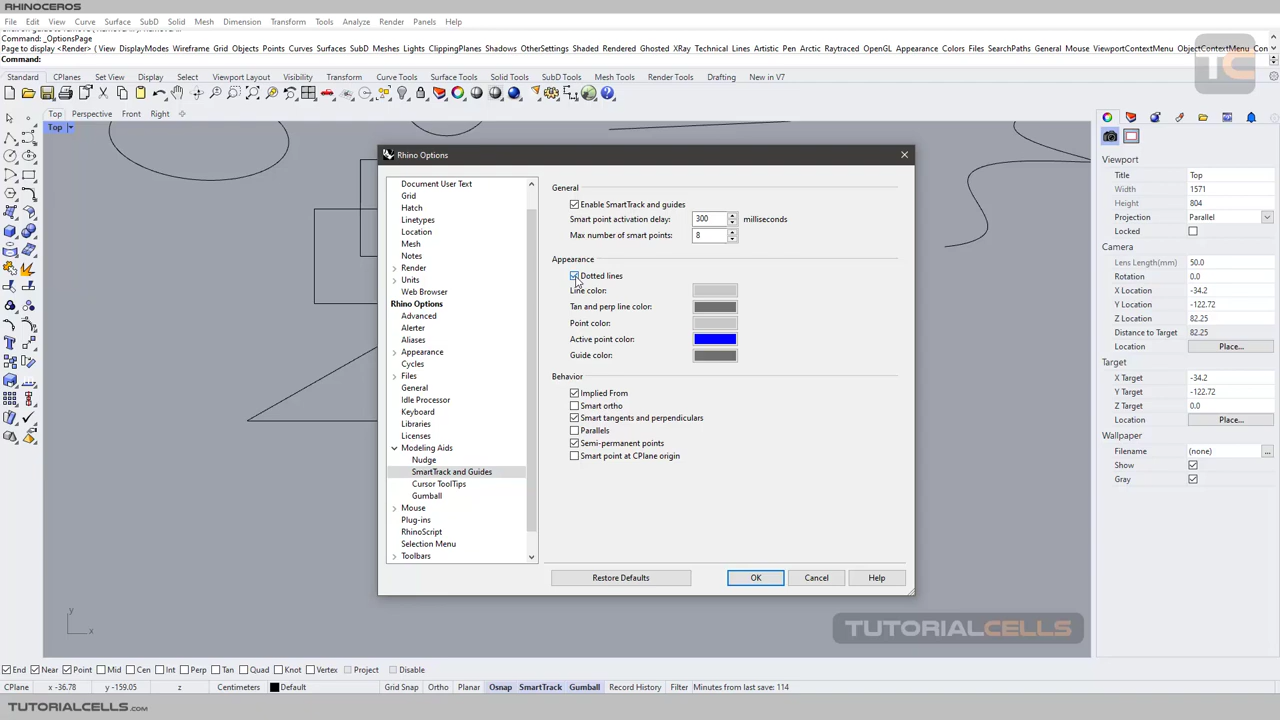 RHINOCEROS
File Edit View Curve Surface SubD Solid Mesh Dimension Transform Tools Analyze Render Panels Help
Command: _OptionsPage
Page to display <Render> ( View DisplayModes Wireframe Grid Objects Points Curves Surfaces SubD Meshes Lights ClippingPlanes Shadows OtherSettings Shaded Rendered Ghosted XRay Technical Lines Artistic Pen Arctic Raytraced OpenGL Appearance Colors Files SearchPaths General Mouse ViewportContextMenu ObjectContextMenu Con
Command:
TC
Standard CPlanes Set View Display Select Viewport Layout Visibility Transform Curve Tools Surface Tools Solid Tools SubD Tools Mesh Tools Render Tools Drafting New in V7
Top Perspective Front Right
Top
Rhino Options
Document User Text
Grid
Hatch
Linetypes
Location
Mesh
Notes
Render
Units
Web Browser
Rhino Options
Advanced
Alerter
Aliases
Appearance
Cycles
Files
General
Idle Processor
Keyboard
Libraries
Licenses
Modeling Aids
Nudge
SmartTrack and Guides
Cursor ToolTips
Gumball
Mouse
Plug-ins
RhinoScript
Selection Menu
Toolbars
General
Enable SmartTrack and guides
Smart point activation delay: 300 milliseconds
Max number of smart points: 8
Appearance
Dotted lines
Line color:
Tan and perp line color:
Point color:
Active point color:
Guide color:
Behavior
Implied From
Smart ortho
Smart tangents and perpendiculars
Parallels
Semi-permanent points
Smart point at CPlane origin
Restore Defaults OK Cancel Help
Viewport
Title Top
Width 1571
Height 804
Projection Parallel
Locked
Camera
Lens Length(mm) 50.0
Rotation 0.0
X Location -34.2
Y Location -122.72
Z Location 82.25
Distance to Target 82.25
Location Place...
Target
X Target -34.2
Y Target -122.72
Z Target 0.0
Location Place...
Wallpaper
Filename (none) ...
Show
Gray
y
x
TUTORIALCELLS
End Near Point Mid Cen Int Perp Tan Quad Knot Vertex Project Disable
CPlane x -36.78 y -159.05 z Centimeters Default Grid Snap Ortho Planar Osnap SmartTrack Gumball Record History Filter Minutes from last save: 114
TUTORIALCELLS.com